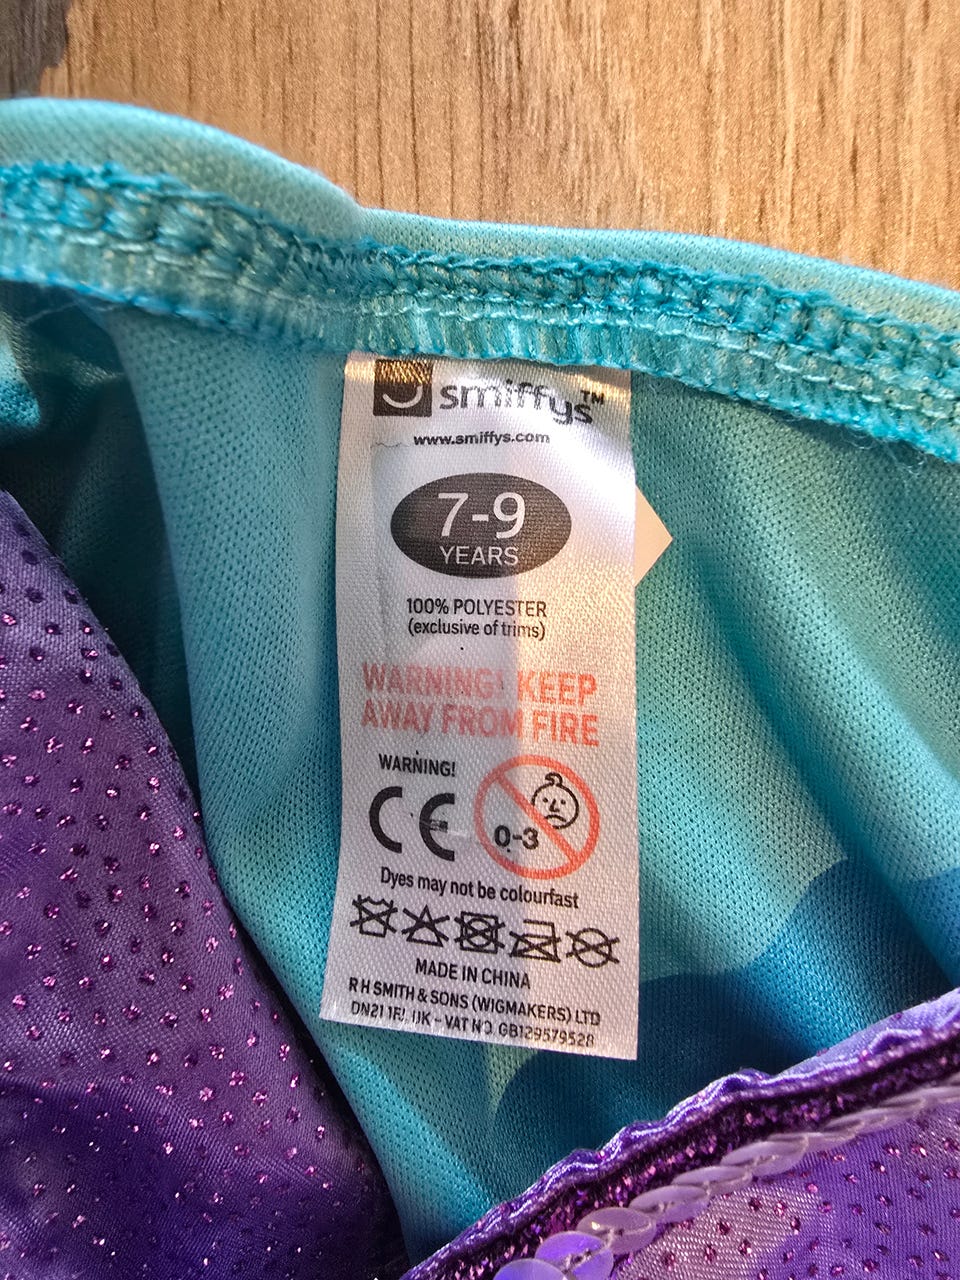 smiffys™
www.smiffys.com
7-9
YEARS
100% POLYESTER
(exclusive of trims)
WARNING! KEEP
AWAY FROM FIRE
WARNING!
CE
0-3
Dyes may not be colourfast
MADE IN CHINA
R H SMITH & SONS (WIGMAKERS) LTD
DN21 UK - VAT NO GB129579528